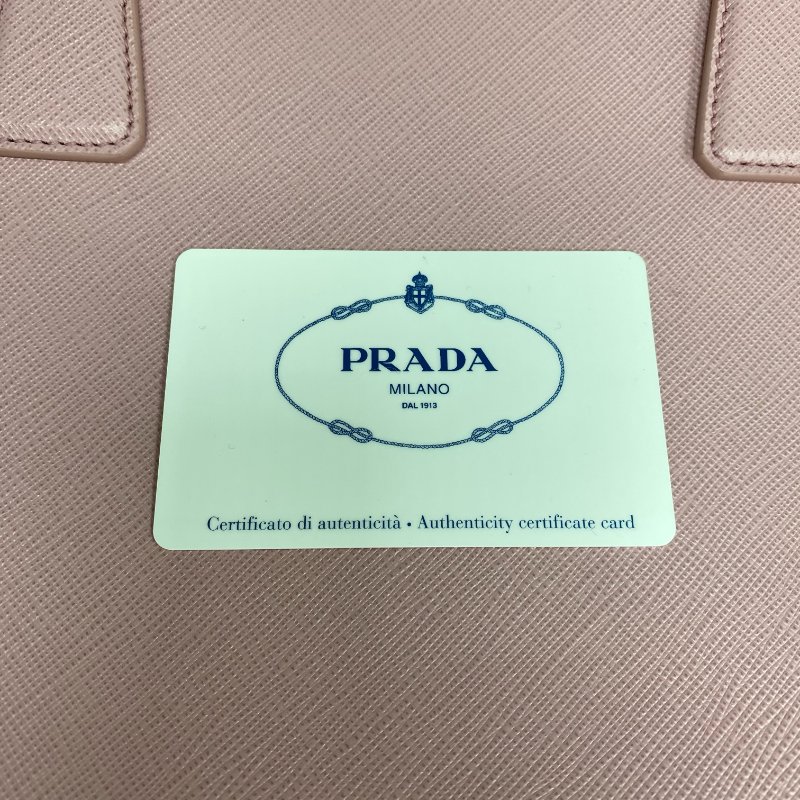 PRADA
MILANO
DAL 1913
Certificato di autenticità • Authenticity certificate card